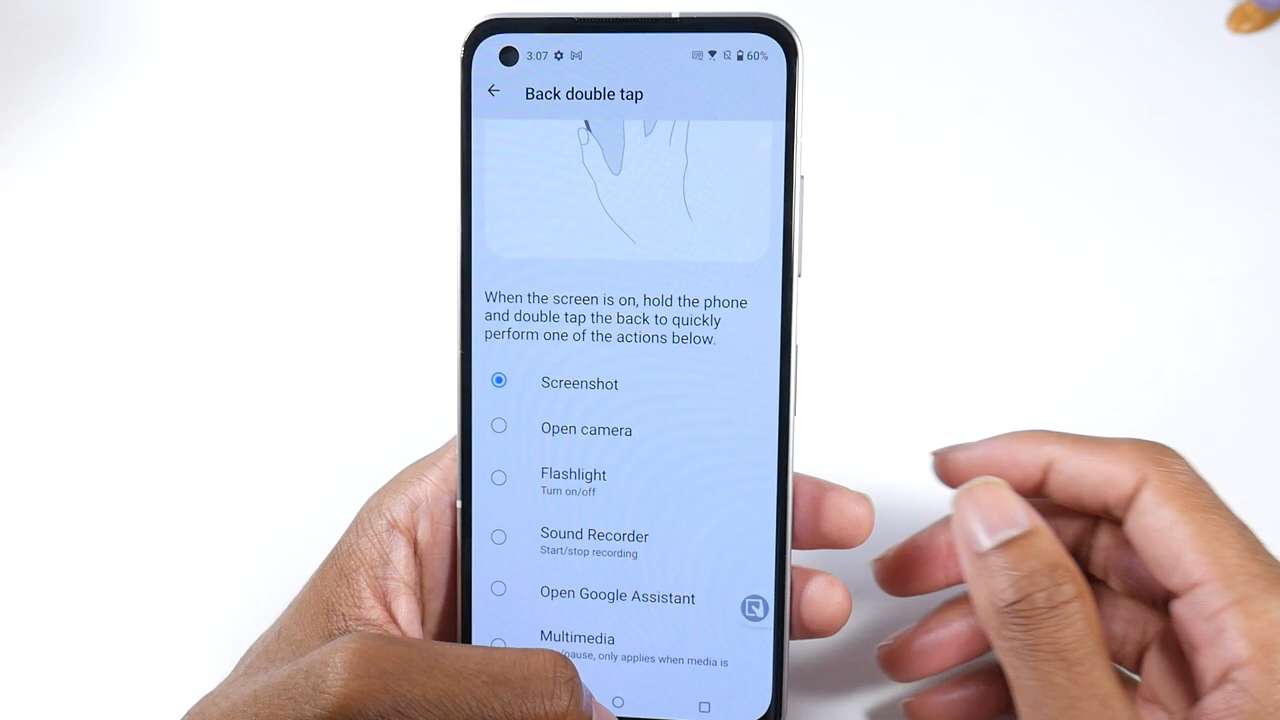 3:07 60%
Back double tap
When the screen is on, hold the phone
and double tap the back to quickly
perform one of the actions below.
Screenshot
Open camera
Flashlight
Turn on/off
Sound Recorder
Start/stop recording
Open Google Assistant
Multimedia
/pause, only applies when media is